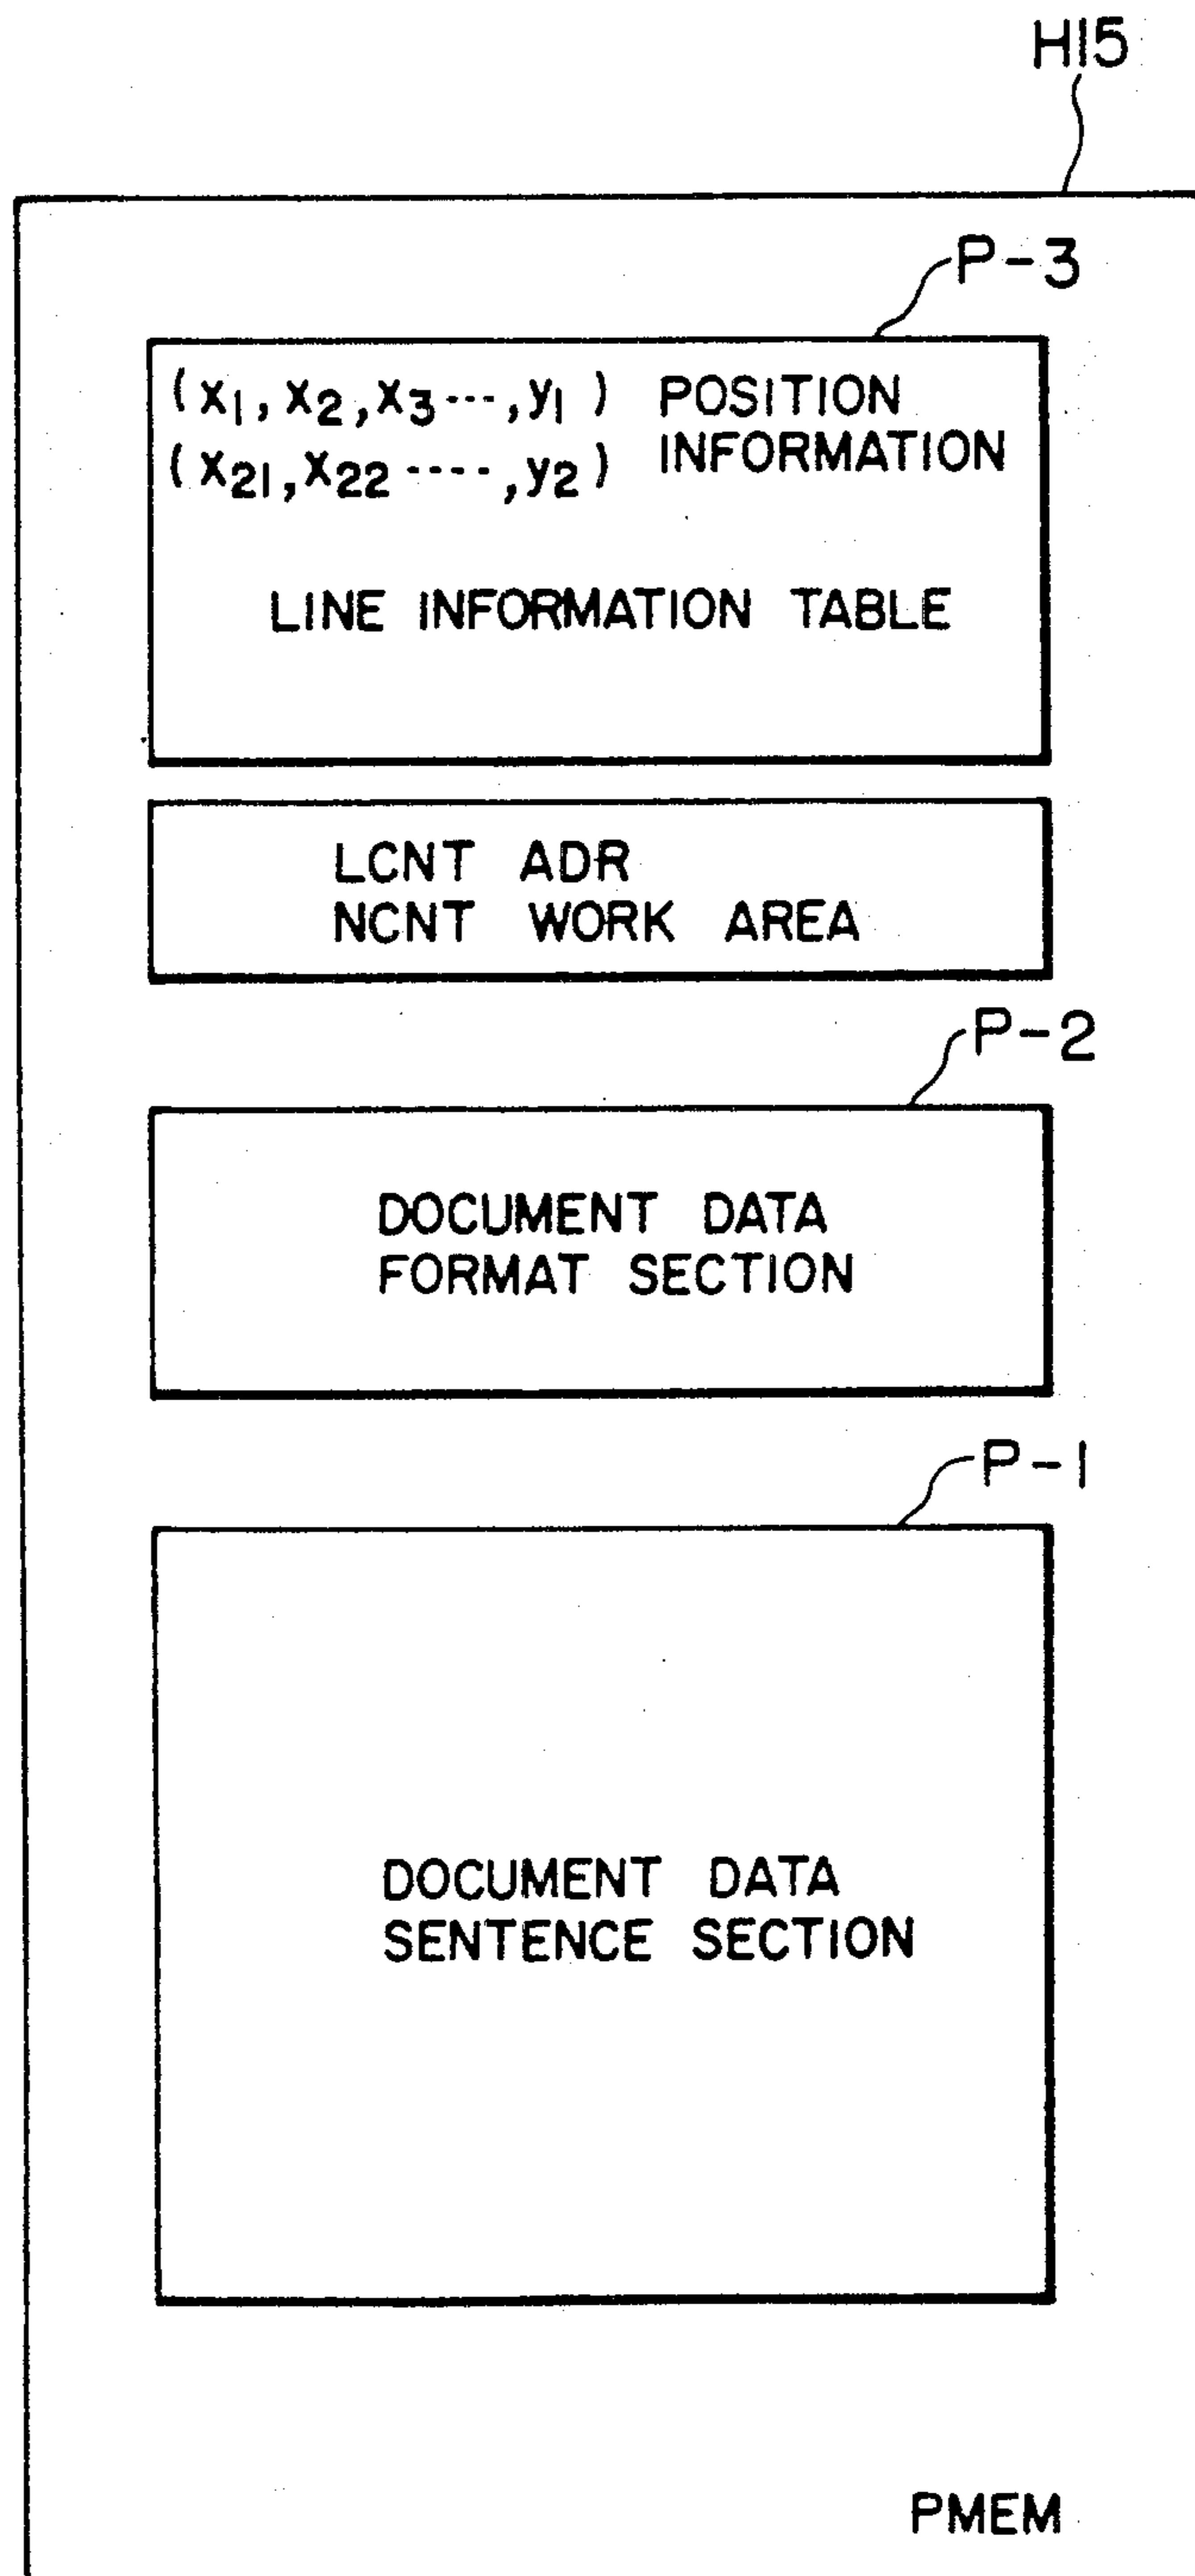 H15
P-3
(x₁, x₂, x₃---, y₁) POSITION
(x₂₁, x₂₂----, y₂) INFORMATION
LINE INFORMATION TABLE
LCNT ADR
NCNT WORK AREA
P-2
DOCUMENT DATA
FORMAT SECTION
P-1
DOCUMENT DATA
SENTENCE SECTION
PMEM